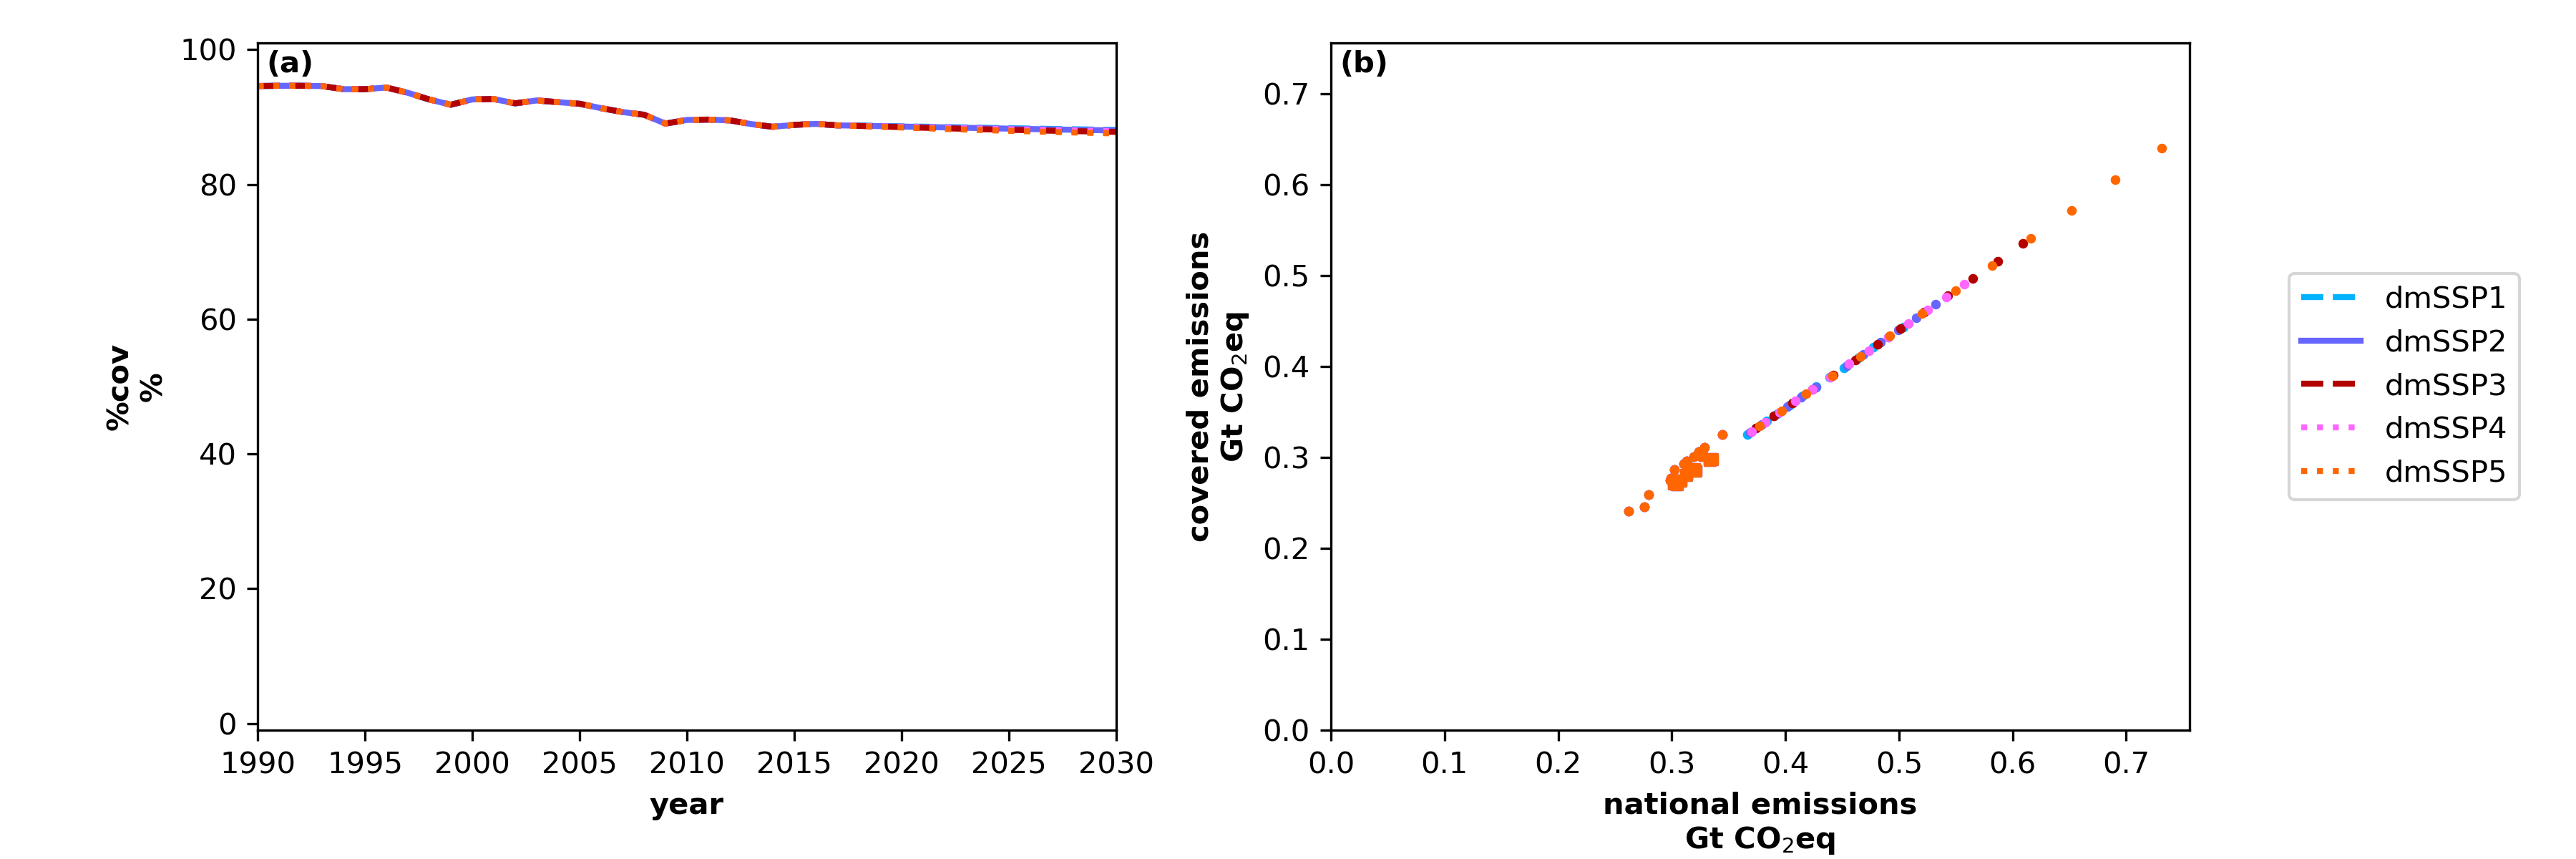 (a)
100
80
60
40
20
0
%cov
%
1990 1995 2000 2005 2010 2015 2020 2025 2030
year
(b)
0.7
0.6
0.5
0.4
0.3
0.2
0.1
0.0
covered emissions
Gt CO₂eq
0.0 0.1 0.2 0.3 0.4 0.5 0.6 0.7
national emissions
Gt CO₂eq
dmSSP1
dmSSP2
dmSSP3
dmSSP4
dmSSP5